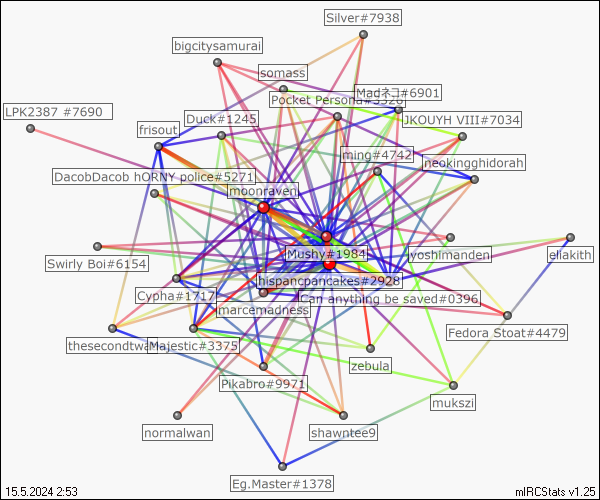 Silver#7938
bigcitysamurai
somass
Madネコ#6901
Pocket Persona#3326
LPK2387 #7690
Duck#1245
JKOUYH VIII#7034
frisout
ming#4742
neokingghidorah
DacobDacob hORNY police#5271
moonraven
Mushy#1984
yoshimanden
eliakith
Swirly Boi#6154
hispancpancakes#2928
Cypha#1717
Can anything be saved#0396
marcemadness
Fedora Stoat#4479
thesecondtwa
Majestic#3375
zebula
Pikabro#9971
mukszi
normalwan
shawntee9
Eg.Master#1378
15.5.2024 2:53
mIRCStats v1.25